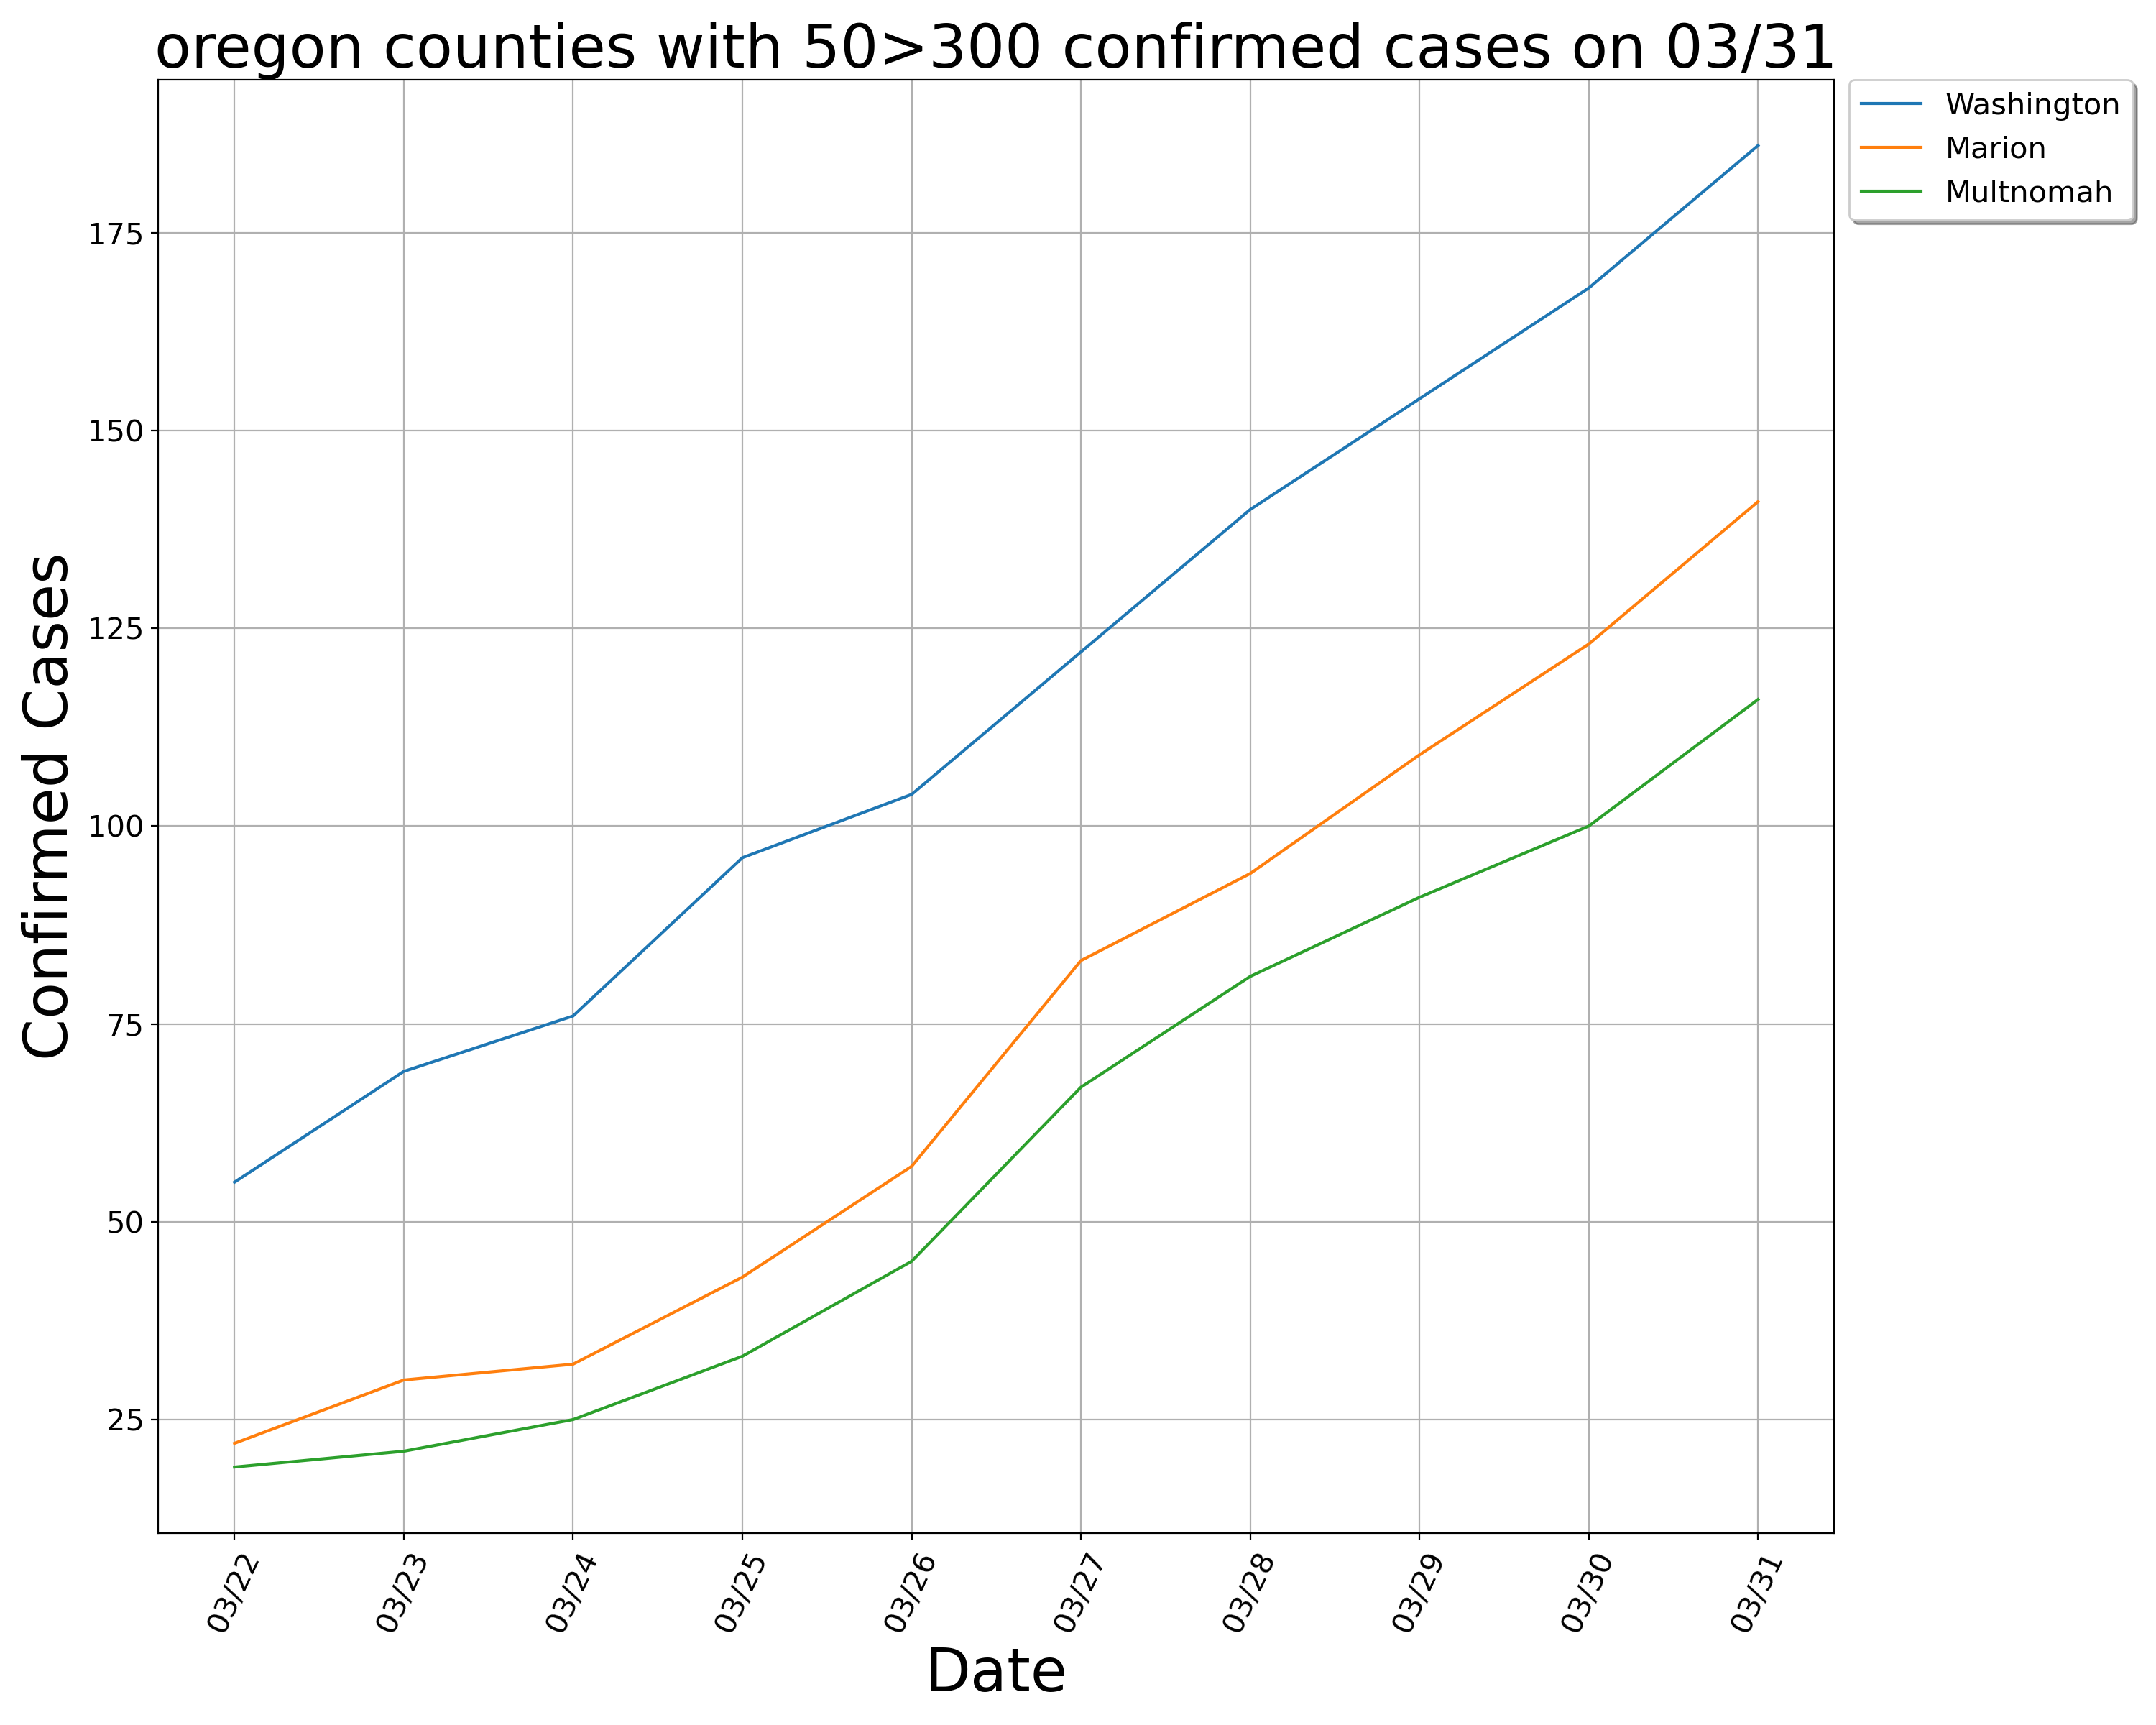 oregon counties with 50>300 confirmed cases on 03/31
Washington
Marion
Multnomah
Confirmed Cases
175
150
125
100
75
50
25
03/22
03/23
03/24
03/25
03/26
03/27
03/28
03/29
03/30
03/31
Date